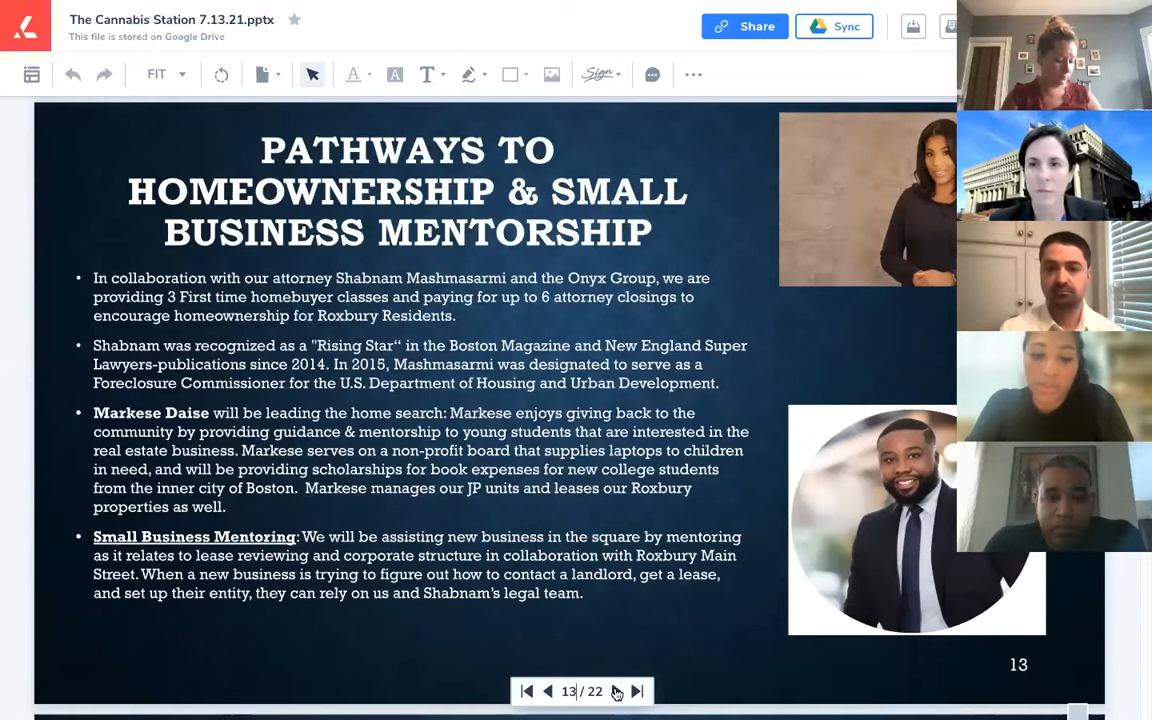 The Cannabis Station 7.13.21.pptx
This file is stored on Google Drive
Share
Sync
FIT
A
A
T
Sign
PATHWAYS TO
HOMEOWNERSHIP & SMALL
BUSINESS MENTORSHIP
• In collaboration with our attorney Shabnam Mashmasarmi and the Onyx Group, we are
providing 3 First time homebuyer classes and paying for up to 6 attorney closings to
encourage homeownership for Roxbury Residents.
• Shabnam was recognized as a "Rising Star“ in the Boston Magazine and New England Super
Lawyers-publications since 2014. In 2015, Mashmasarmi was designated to serve as a
Foreclosure Commissioner for the U.S. Department of Housing and Urban Development.
• Markese Daise will be leading the home search: Markese enjoys giving back to the
community by providing guidance & mentorship to young students that are interested in the
real estate business. Markese serves on a non-profit board that supplies laptops to children
in need, and will be providing scholarships for book expenses for new college students
from the inner city of Boston. Markese manages our JP units and leases our Roxbury
properties as well.
• Small Business Mentoring: We will be assisting new business in the square by mentoring
as it relates to lease reviewing and corporate structure in collaboration with Roxbury Main
Street. When a new business is trying to figure out how to contact a landlord, get a lease,
and set up their entity, they can rely on us and Shabnam's legal team.
13
13 / 22